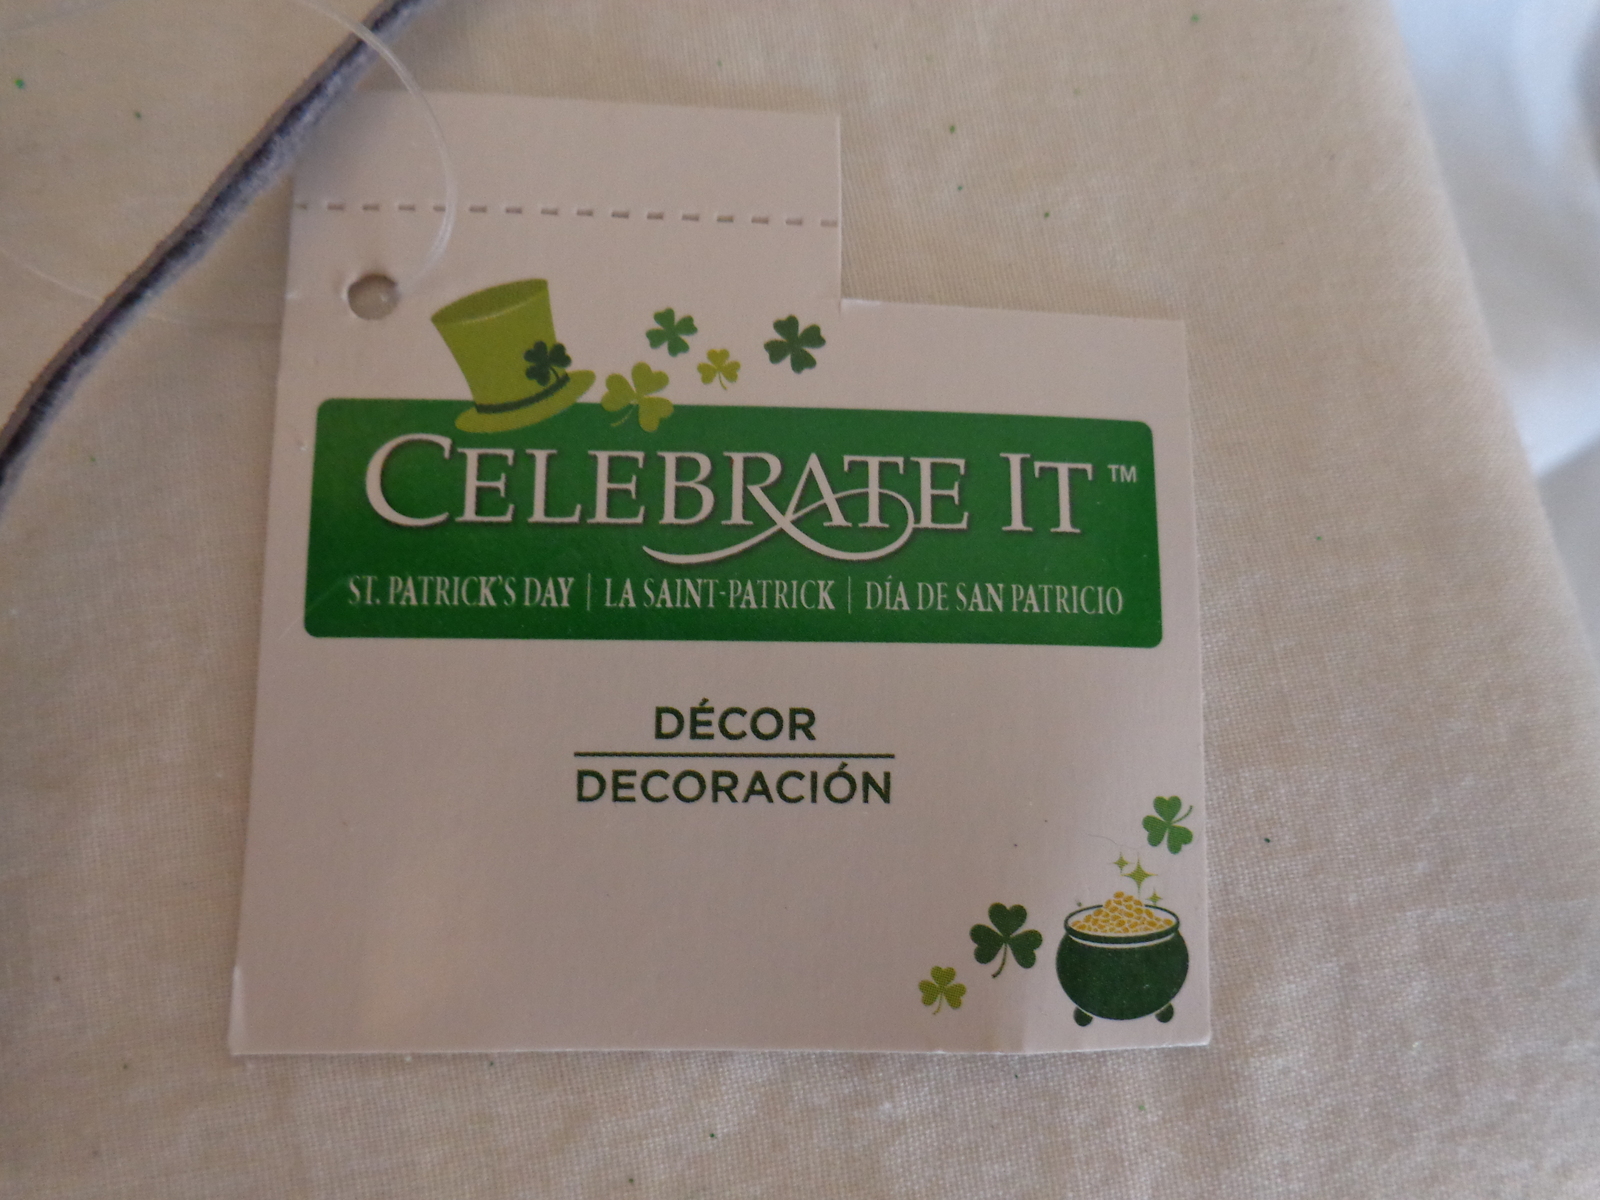 CELEBRATE IT™
ST. PATRICK'S DAY | LA SAINT-PATRICK | DÍA DE SAN PATRICIO
DÉCOR
DECORACIÓN